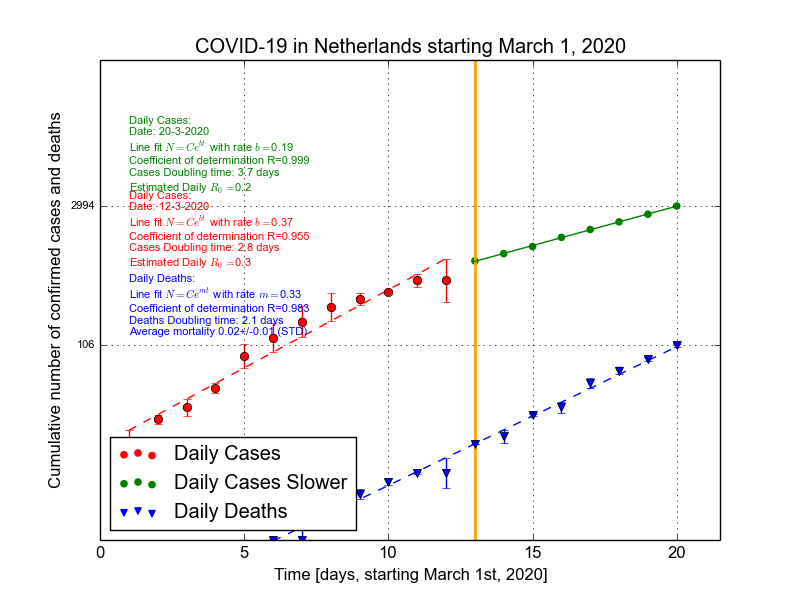 COVID-19 in Netherlands starting March 1, 2020
Cumulative number of confirmed cases and deaths
2994
106
Daily Cases:
Date: 20-3-2020
Line fit N=Ce^{bt} with rate b=0.19
Coefficient of determination R=0.999
Cases Doubling time: 3.7 days
Estimated Daily R_0=0.2
Daily Cases:
Date: 12-3-2020
Line fit N=Ce^{bt} with rate b=0.37
Coefficient of determination R=0.955
Cases Doubling time: 2.8 days
Estimated Daily R_0=0.3
Daily Deaths:
Line fit N=Ce^{mt} with rate m=0.33
Coefficient of determination R=0.983
Deaths Doubling time: 2.1 days
Average mortality 0.02+/-0.01 (STD)
Daily Cases
Daily Cases Slower
Daily Deaths
0 5 10 15 20
Time [days, starting March 1st, 2020]